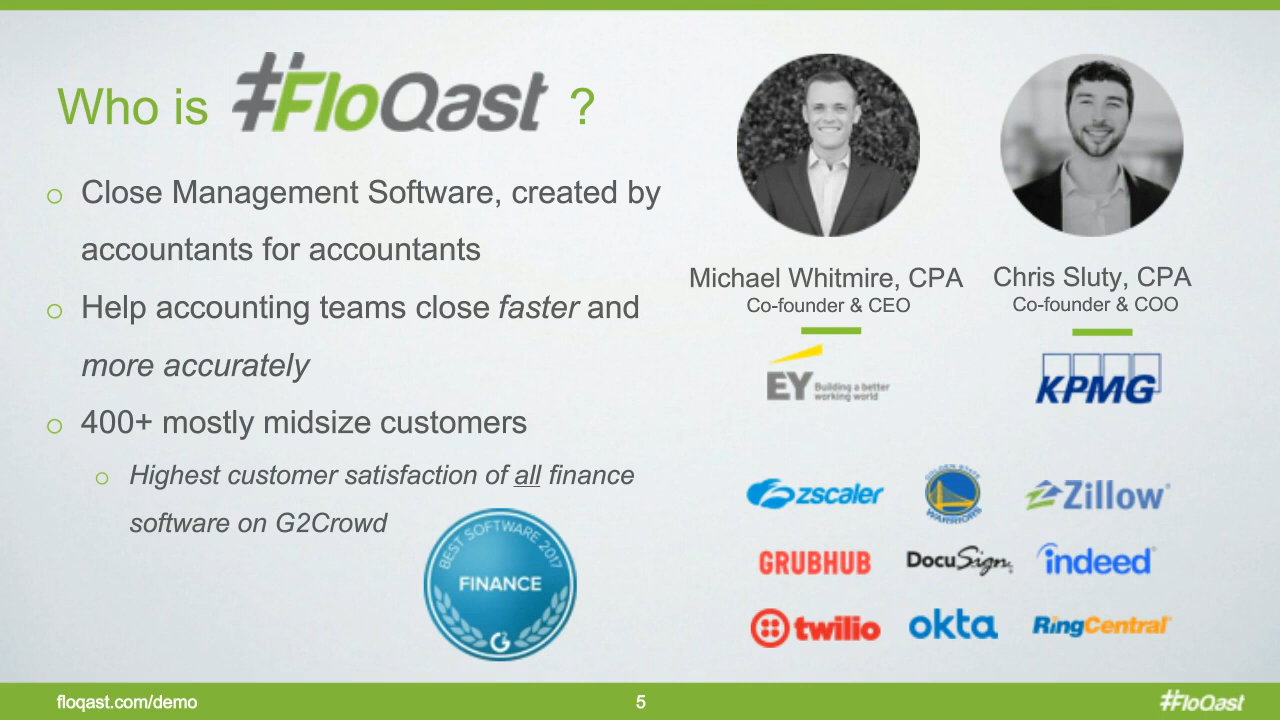 Who is #FloQast ?
Close Management Software, created by
accountants for accountants
Help accounting teams close faster and
more accurately
400+ mostly midsize customers
Highest customer satisfaction of all finance
software on G2Crowd
BEST SOFTWARE 2017
FINANCE
G
Michael Whitmire, CPA
Co-founder & CEO
EY Building a better
working world
Chris Sluty, CPA
Co-founder & COO
KPMG
zscaler
GOLDEN STATE
WARRIORS
Zillow
GRUBHUB
DocuSign
indeed
twilio
okta
RingCentral
floqast.com/demo
5
#FloQast